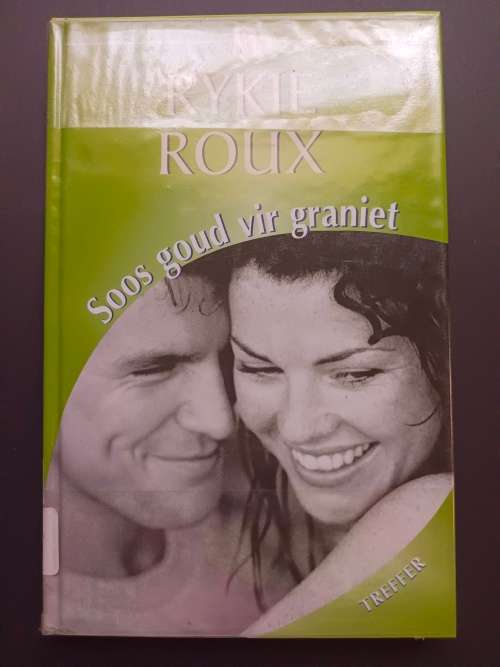 RYKIE
ROUX
Soos goud vir graniet
TREFFER